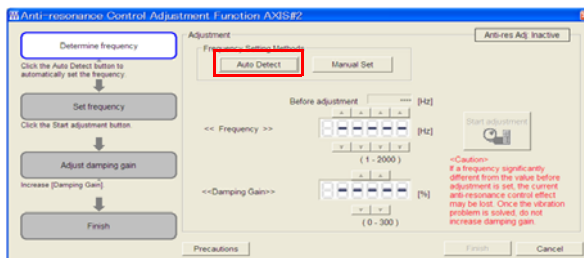 Anti-resonance Control Adjustment Function AXIS#2
Determine frequency
Click the Auto Detect button to
automatically set the frequency.
Set frequency
Click the Start adjustment button.
Adjust damping gain
Increase [Damping Gain]
Finish
Adjustment
Anti-res Adj: Inactive
Frequency Setting Methods
Auto Detect
Manual Set
Before adjustment ---- [Hz]
<< Frequency >>
[Hz]
(1 - 2000)
<<Damping Gain>>
[%]
(0 - 300)
Start adjustment
<Caution>
If a frequency significantly
different from the value before
adjustment is set, the current
anti-resonance control effect
may be lost. Once the vibration
problem is solved, do not
increase damping gain.
Precautions
Finish
Cancel